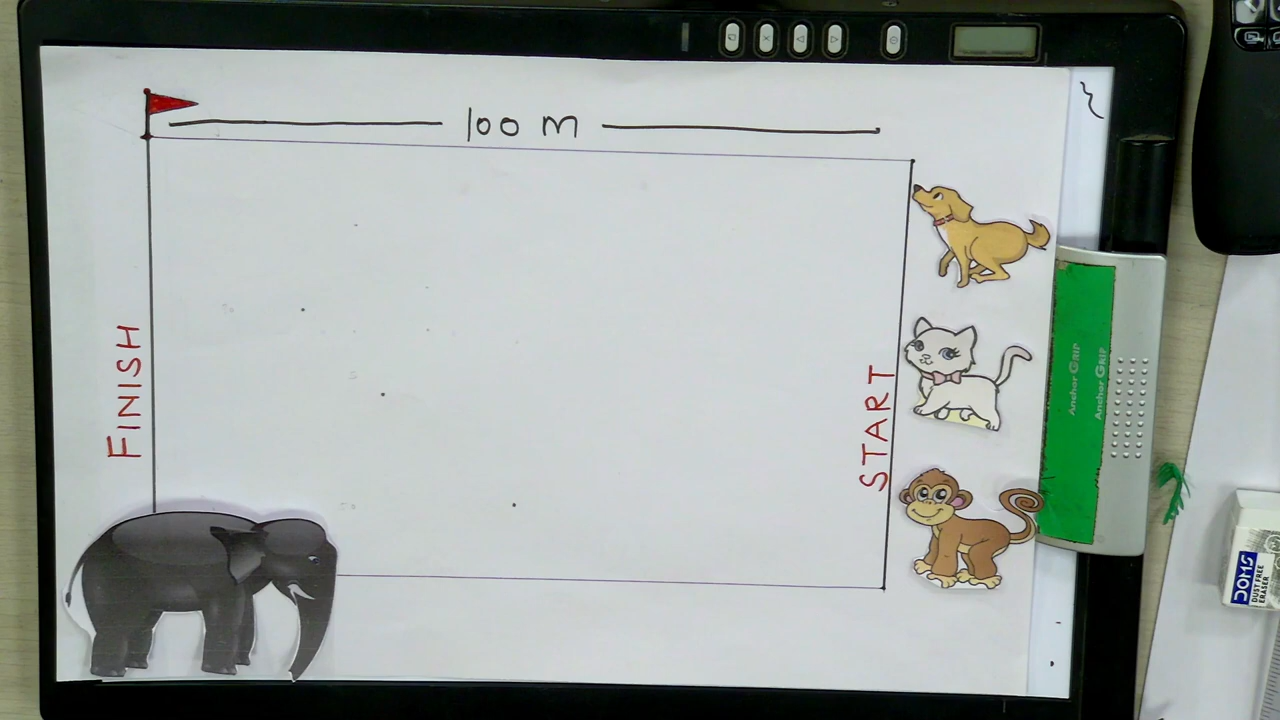 100 m
FINISH
START
Anchor GRIP
Anchor GRIP
DOMS
DUST FREE
ERASER